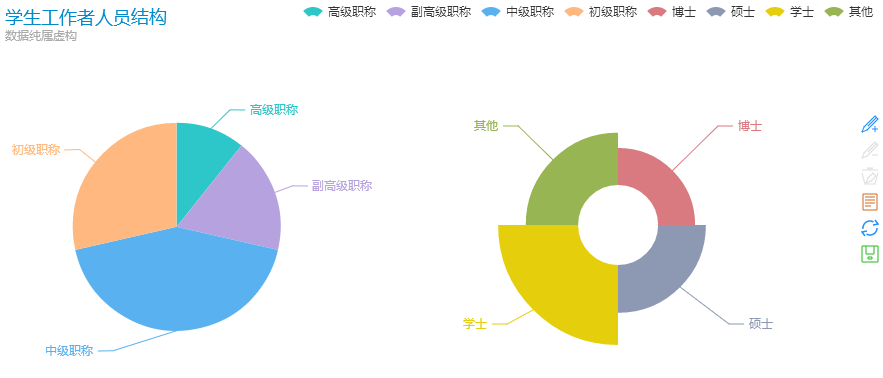 学生工作者人员结构
数据纯属虚构
高级职称 副高级职称 中级职称 初级职称 博士 硕士 学士 其他
高级职称
副高级职称
中级职称
初级职称
其他
博士
学士
硕士